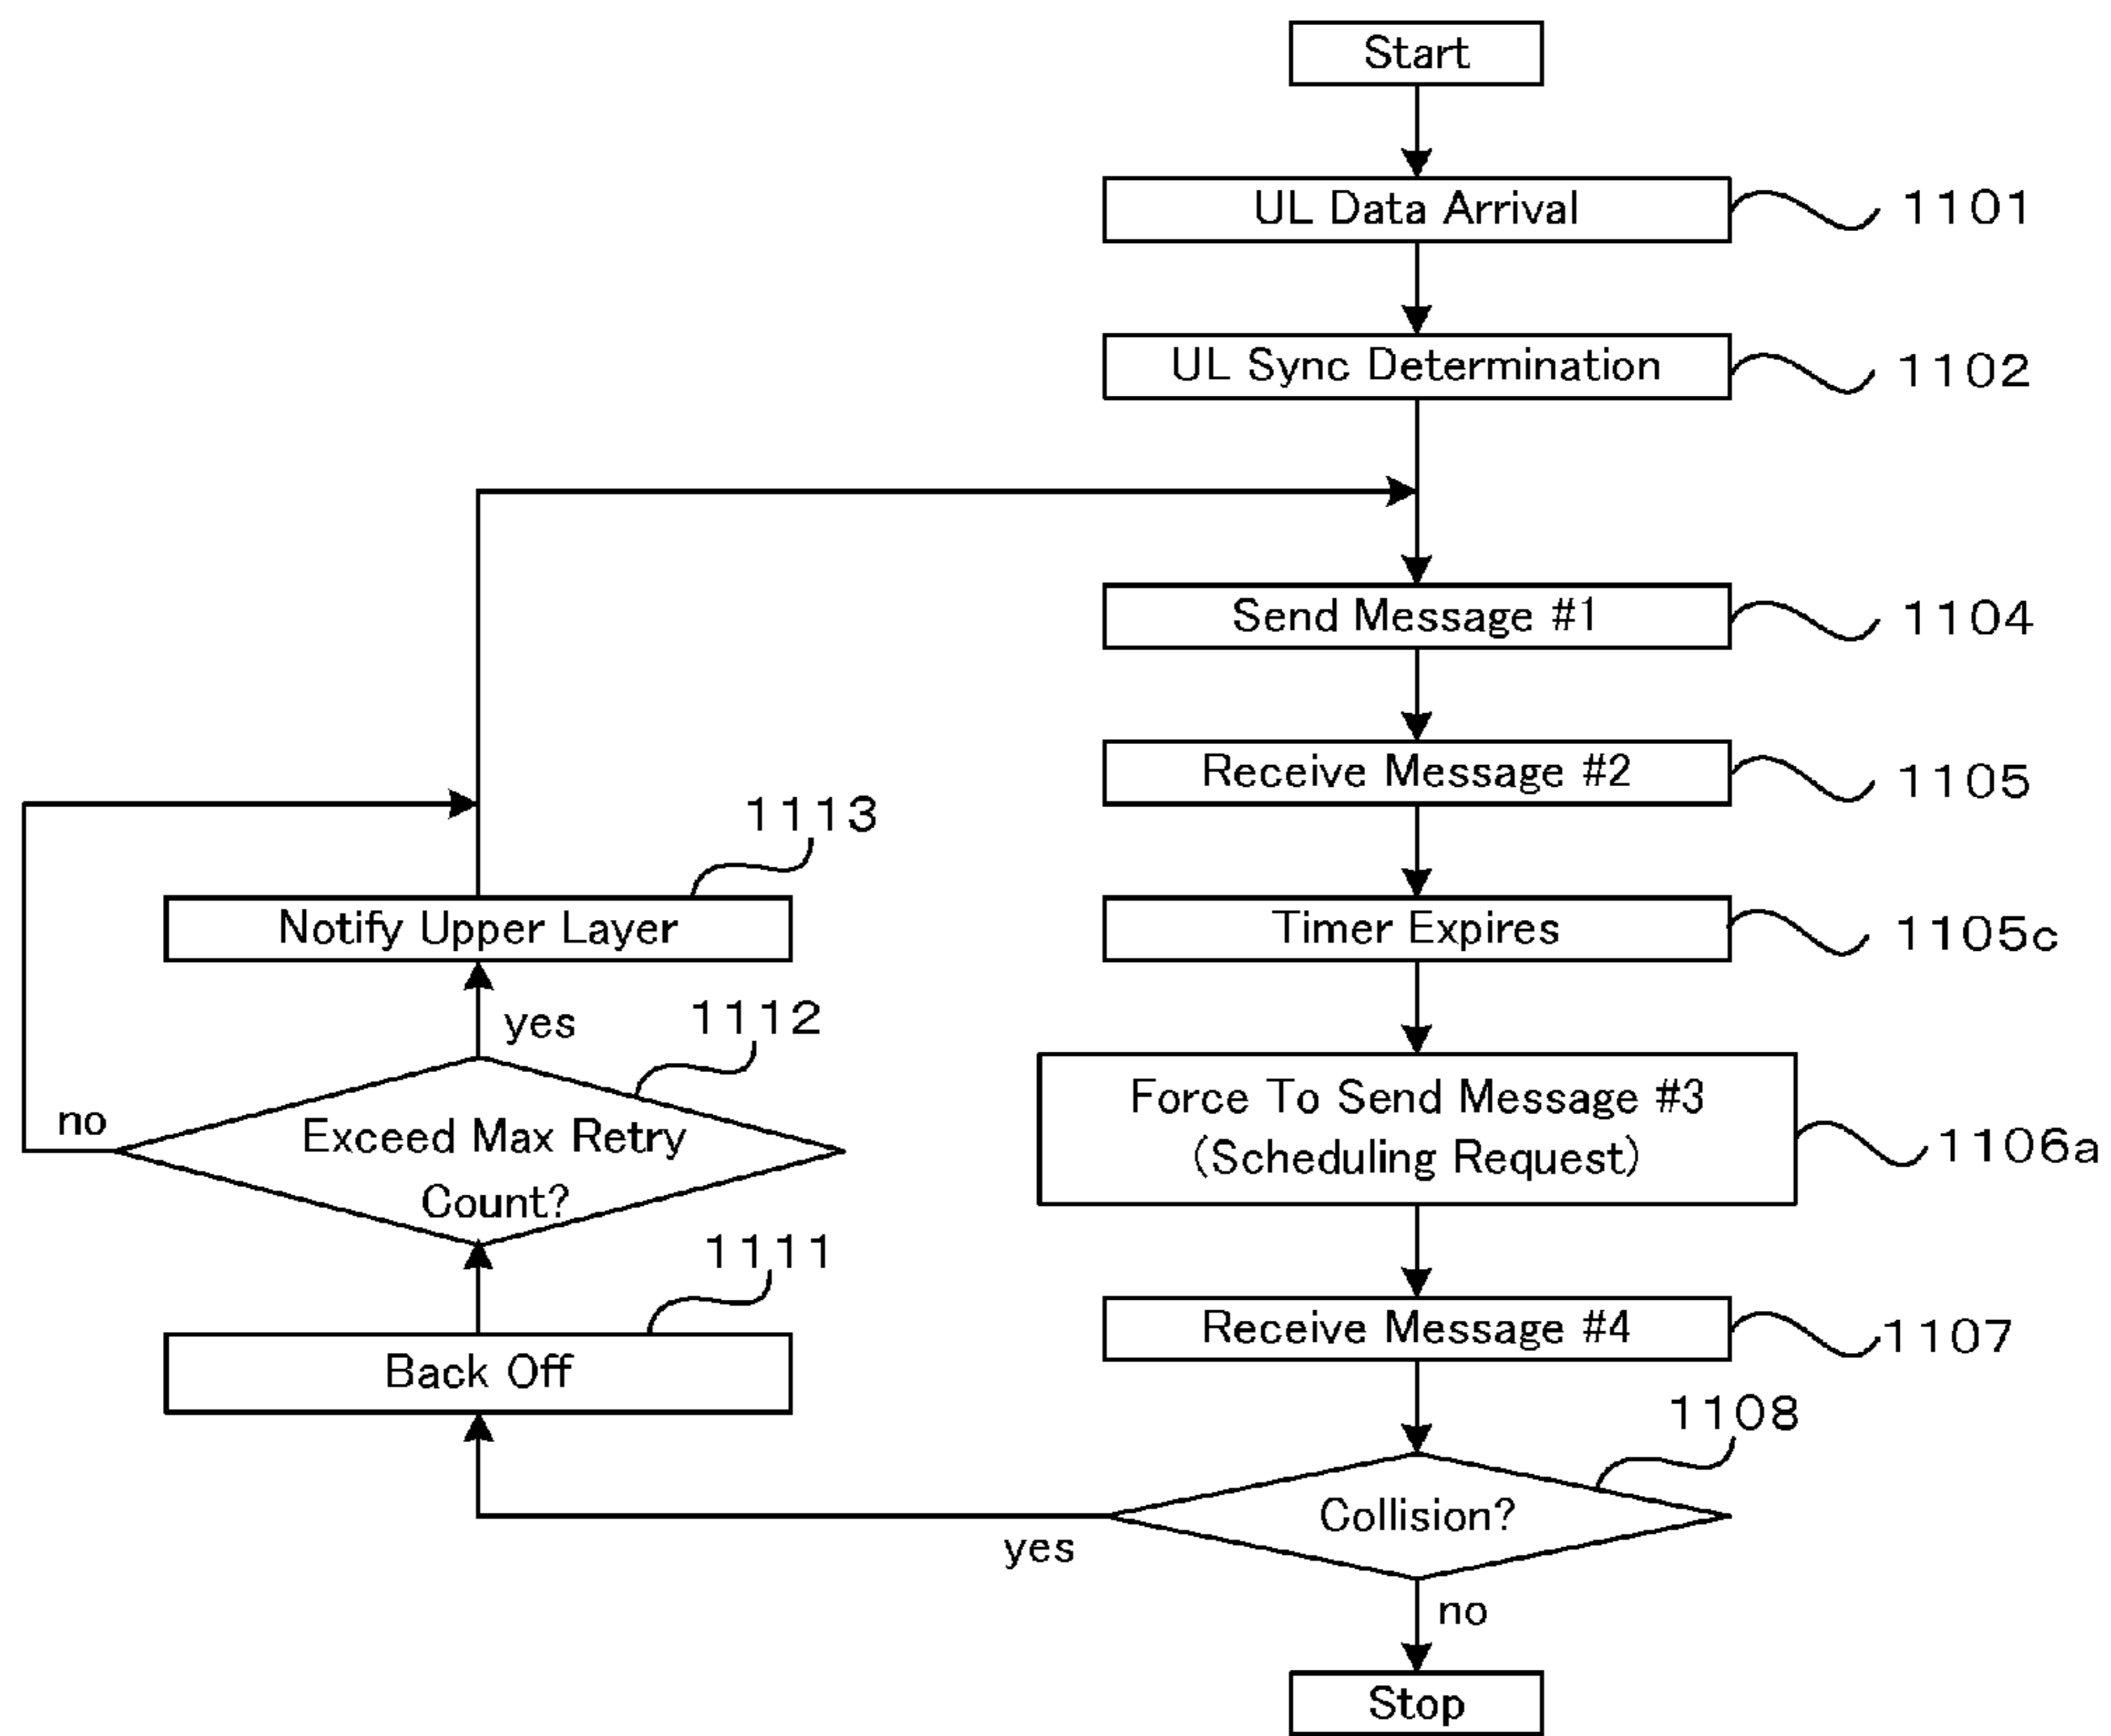 Start
UL Data Arrival
1101
UL Sync Determination
1102
Send Message #1
1104
Receive Message #2
1105
1113
Notify Upper Layer
Timer Expires
1105c
yes
1112
no
Exceed Max Retry
Count?
Force To Send Message #3
(Scheduling Request)
1106a
1111
Back Off
Receive Message #4
1107
1108
Collision?
yes
no
Stop